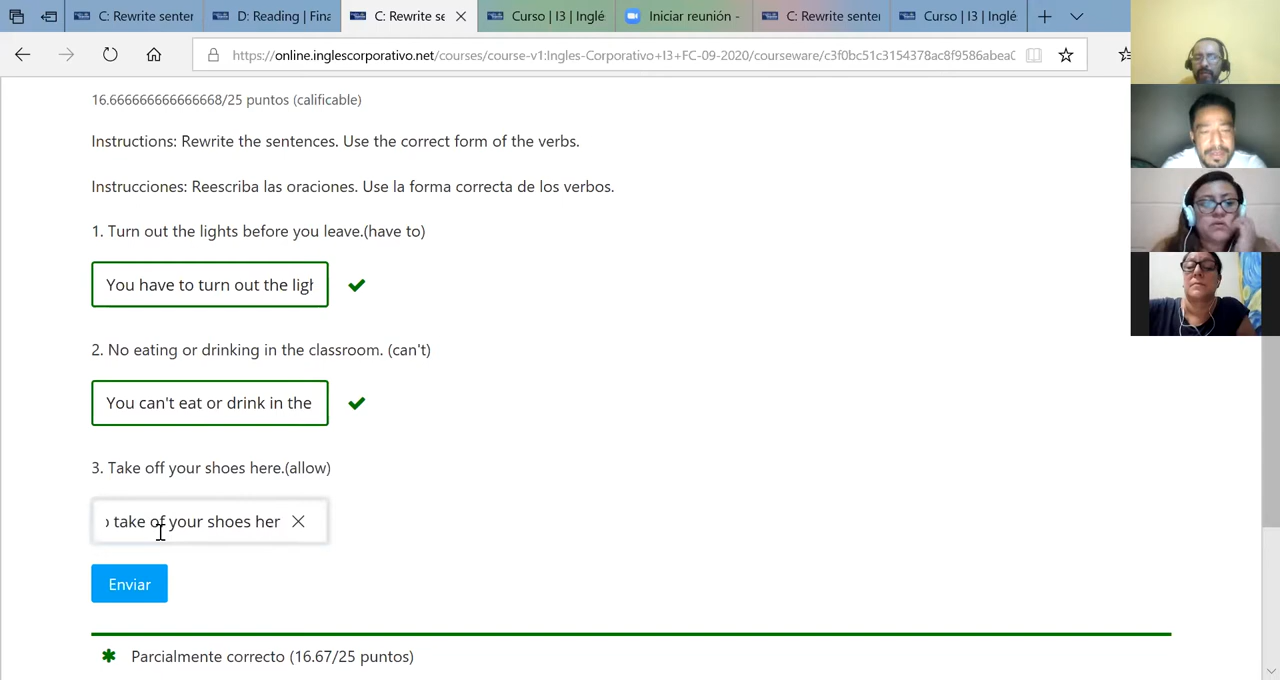 C: Rewrite senter
D: Reading | Fina
C: Rewrite se
Curso | I3 | Inglé
Iniciar reunión -
C: Rewrite senter
Curso | I3 | Inglé
https://online.inglescorporativo.net/courses/course-v1:Ingles-Corporativo+I3+FC-09-2020/courseware/c3f0bc51c3154378ac8f9586abea0
16.666666666666668/25 puntos (calificable)
Instructions: Rewrite the sentences. Use the correct form of the verbs.
Instrucciones: Reescriba las oraciones. Use la forma correcta de los verbos.
1. Turn out the lights before you leave.(have to)
You have to turn out the ligh
2. No eating or drinking in the classroom. (can't)
You can't eat or drink in the
3. Take off your shoes here.(allow)
take of your shoes her
Enviar
Parcialmente correcto (16.67/25 puntos)